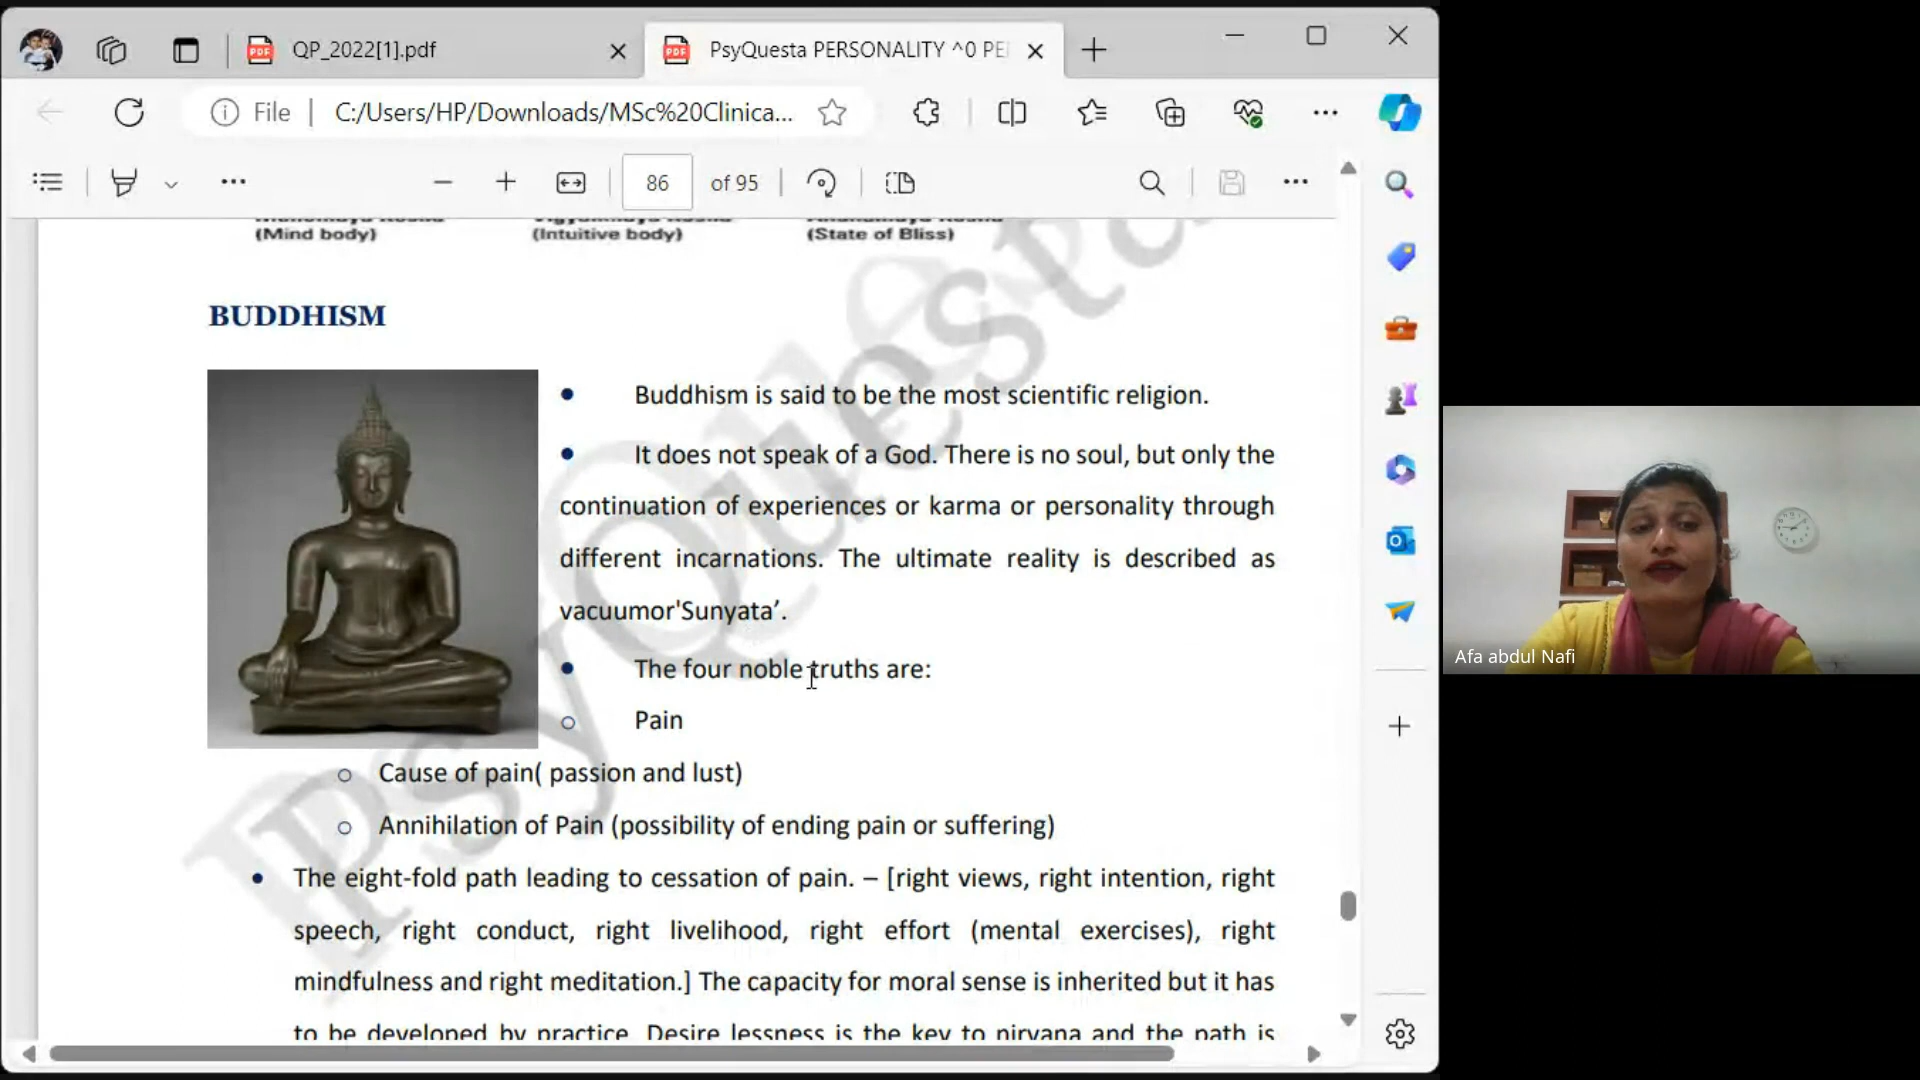 QP_2022[1].pdf
PsyQuesta PERSONALITY ^0 PE
File
C:/Users/HP/Downloads/MSc%20Clinica...
86 of 95
(Mind body) (Intuitive body) (State of Bliss)
BUDDHISM
• Buddhism is said to be the most scientific religion.
• It does not speak of a God. There is no soul, but only the
continuation of experiences or karma or personality through
different incarnations. The ultimate reality is described as
vacuumor'Sunyata’.
• The four noble truths are:
o Pain
o Cause of pain( passion and lust)
o Annihilation of Pain (possibility of ending pain or suffering)
• The eight-fold path leading to cessation of pain. – [right views, right intention, right
speech, right conduct, right livelihood, right effort (mental exercises), right
mindfulness and right meditation.] The capacity for moral sense is inherited but it has
to be developed by practice. Desire lessness is the key to nirvana and the path is
PsyQuesta
Afa abdul Nafi